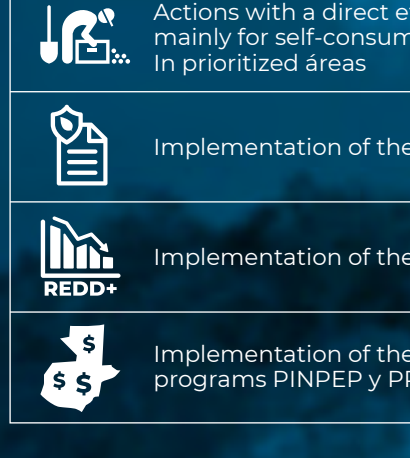 Actions with a direct
mainly for self-consum
In prioritized áreas
Implementation of the
REDD+
Implementation of the
$
$ $
Implementation of the
programs PINPEP y